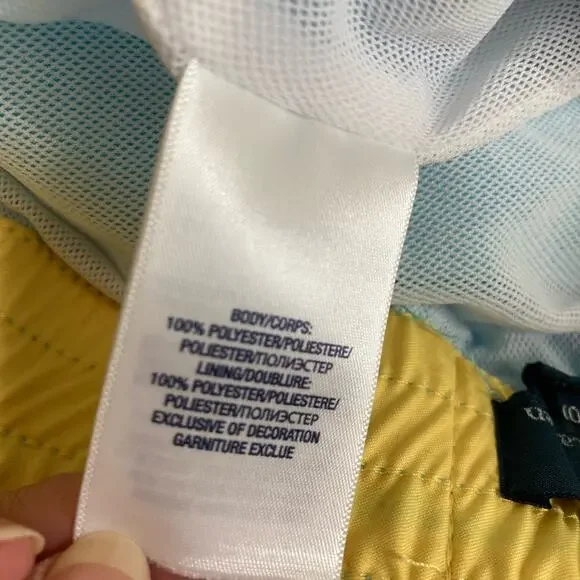 BODY/CORPS:
100% POLYESTER/POLIESTERE/
POLIESTER/ПОЛИЭСТЕР
LINING/DOUBLURE:
100% POLYESTER/POLIESTERE/
POLIESTER/ПОЛИЭСТЕР
EXCLUSIVE OF DECORATION
GARNITURE EXCLUE